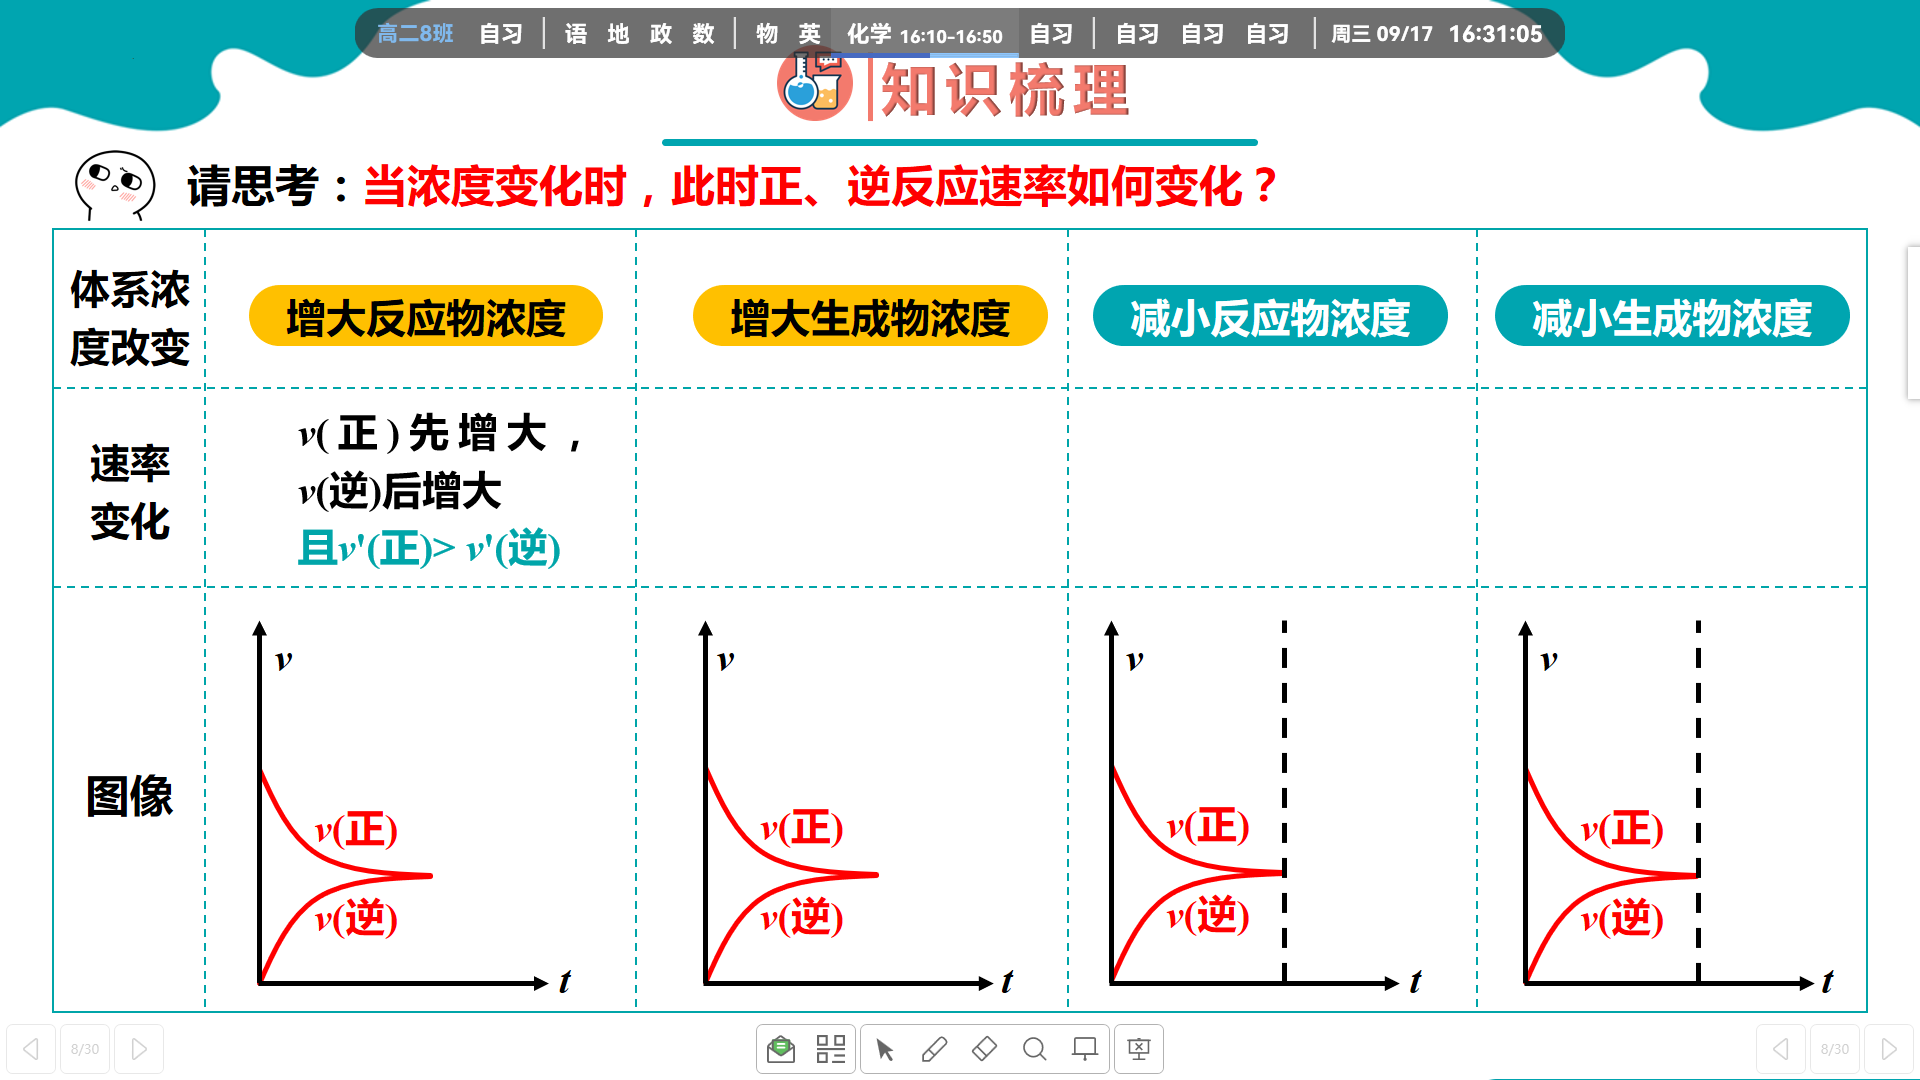 高二8班 自习 | 语 地 政 数 | 物 英 化学 16:10-16:50 自习 | 自习 自习 自习 | 周三 09/17 16:31:05
知识梳理
请思考：当浓度变化时，此时正、逆反应速率如何变化？
体系浓
度改变
增大反应物浓度
增大生成物浓度
减小反应物浓度
减小生成物浓度
速率
变化
v(正)先增大，
v(逆)后增大
且v'(正)> v'(逆)
图像
v
v(正)
v(逆)
t
v
v(正)
v(逆)
t
v
v(正)
v(逆)
t
v
v(正)
v(逆)
t
8/30
8/30